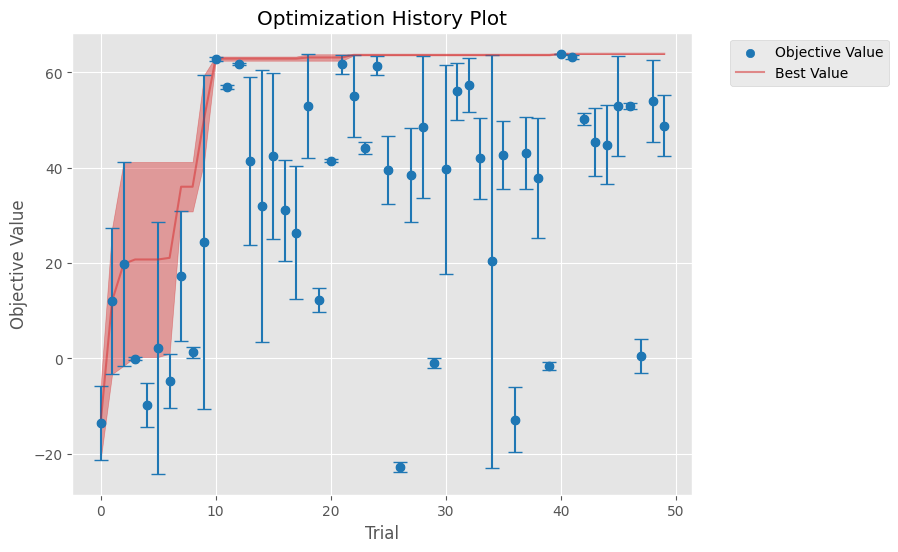 Optimization History Plot
Objective Value
Best Value
Objective Value
60
40
20
0
−20
0 10 20 30 40 50
Trial